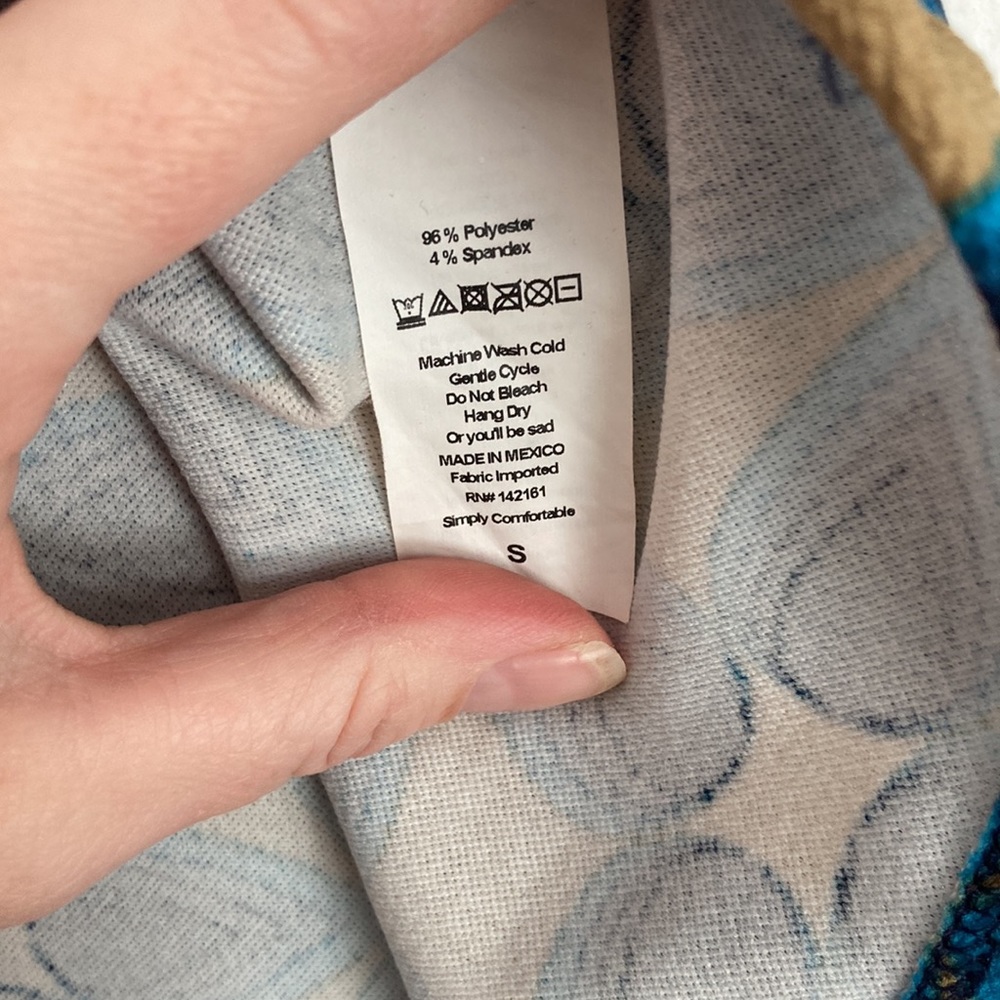 96% Polyester
4% Spandex
Machine Wash Cold
Gentle Cycle
Do Not Bleach
Hang Dry
Or you'll be sad
MADE IN MEXICO
Fabric Imported
RN# 142161
Simply Comfortable
S